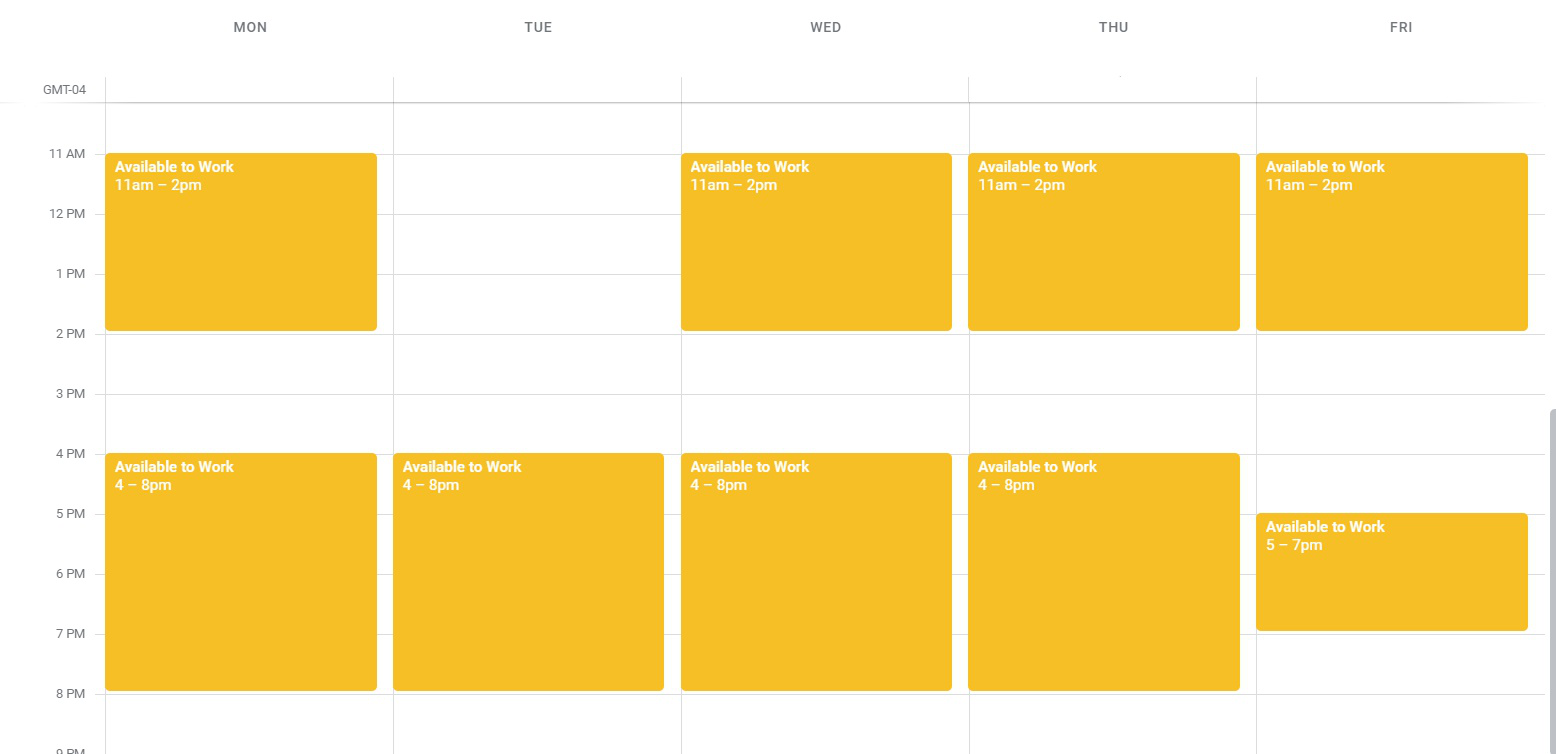 MON TUE WED THU FRI
GMT-04
11 AM
Available to Work Available to Work Available to Work Available to Work
11am – 2pm 11am – 2pm 11am – 2pm 11am – 2pm
12 PM
1 PM
2 PM
3 PM
4 PM
Available to Work Available to Work Available to Work Available to Work
4 – 8pm 4 – 8pm 4 – 8pm 4 – 8pm
5 PM
Available to Work
5 – 7pm
6 PM
7 PM
8 PM
9 PM